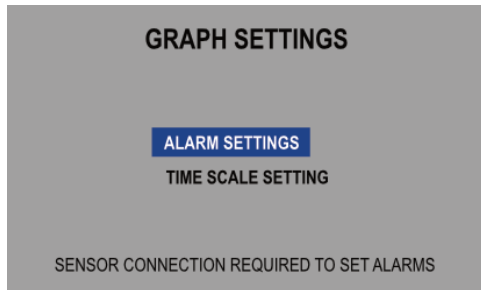 GRAPH SETTINGS
ALARM SETTINGS
TIME SCALE SETTING
SENSOR CONNECTION REQUIRED TO SET ALARMS